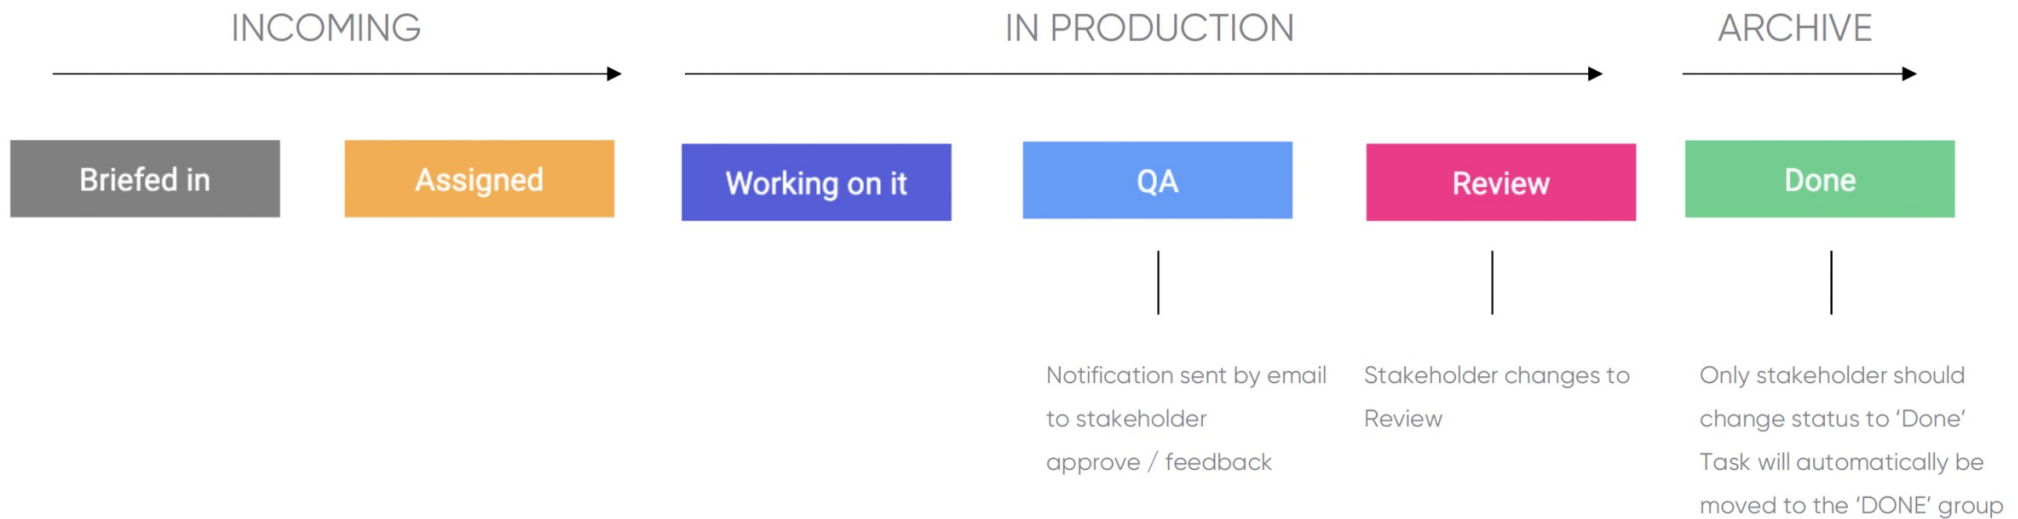 INCOMING
IN PRODUCTION
ARCHIVE
Briefed in
Assigned
Working on it
QA
Review
Done
Notification sent by email
to stakeholder
approve / feedback
Stakeholder changes to
Review
Only stakeholder should
change status to ‘Done’
Task will automatically be
moved to the ‘DONE’ group